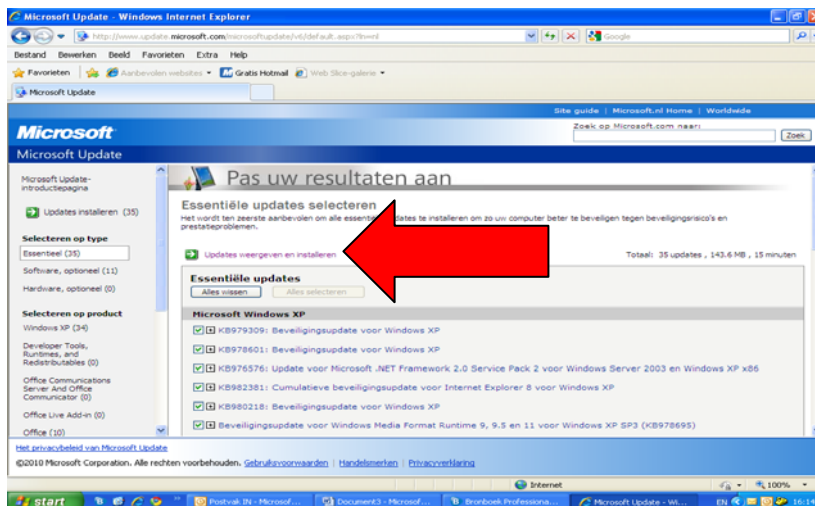 Microsoft Update - Windows Internet Explorer
http://www.update.microsoft.com/microsoftupdate/v6/default.aspx?ln=nl
Google
Bestand Bewerken Beeld Favorieten Extra Help
Favorieten Aanbevolen websites Gratis Hotmail Web Slice-galerie
Microsoft Update
Site guide | Microsoft.nl Home | Worldwide
Microsoft
Zoek op Microsoft.com naar:
Zoek
Microsoft Update
Microsoft Update-introductiepagina
Updates installeren (35)
Selecteren op type
Essentieel (35)
Software, optioneel (11)
Hardware, optioneel (0)
Selecteren op product
Windows XP (34)
Developer Tools,
Runtimes, and
Redistributables (0)
Office Communications
Server And Office
Communicator (0)
Office Live Add-in (0)
Office (10)
Pas uw resultaten aan
Essentiële updates selecteren
Het wordt ten zeerste aanbevolen om alle essentiële updates te installeren om zo uw computer beter te beveiligen tegen beveiligingsrisico's en
prestatieproblemen.
Updates weergeven en installeren
Totaal: 35 updates , 143.6 MB , 15 minuten
Essentiële updates
Alles wissen Alles selecteren
Microsoft Windows XP
KB979309: Beveiligingsupdate voor Windows XP
KB978601: Beveiligingsupdate voor Windows XP
KB976576: Update voor Microsoft .NET Framework 2.0 Service Pack 2 voor Windows Server 2003 en Windows XP x86
KB982381: Cumulatieve beveiligingsupdate voor Internet Explorer 8 voor Windows XP
KB980218: Beveiligingsupdate voor Windows XP
Beveiligingsupdate voor Windows Media Format Runtime 9, 9.5 en 11 voor Windows XP SP3 (KB978695)
Het privacybeleid van Microsoft Update
©2010 Microsoft Corporation. Alle rechten voorbehouden. Gebruiksvoorwaarden | Handelsmerken | Privacyverklaring
Internet
100%
start
Postvak IN - Microsof...
Document3 - Microsof...
Bronboek Professiona...
Microsoft Update - Wi...
EN
16:14